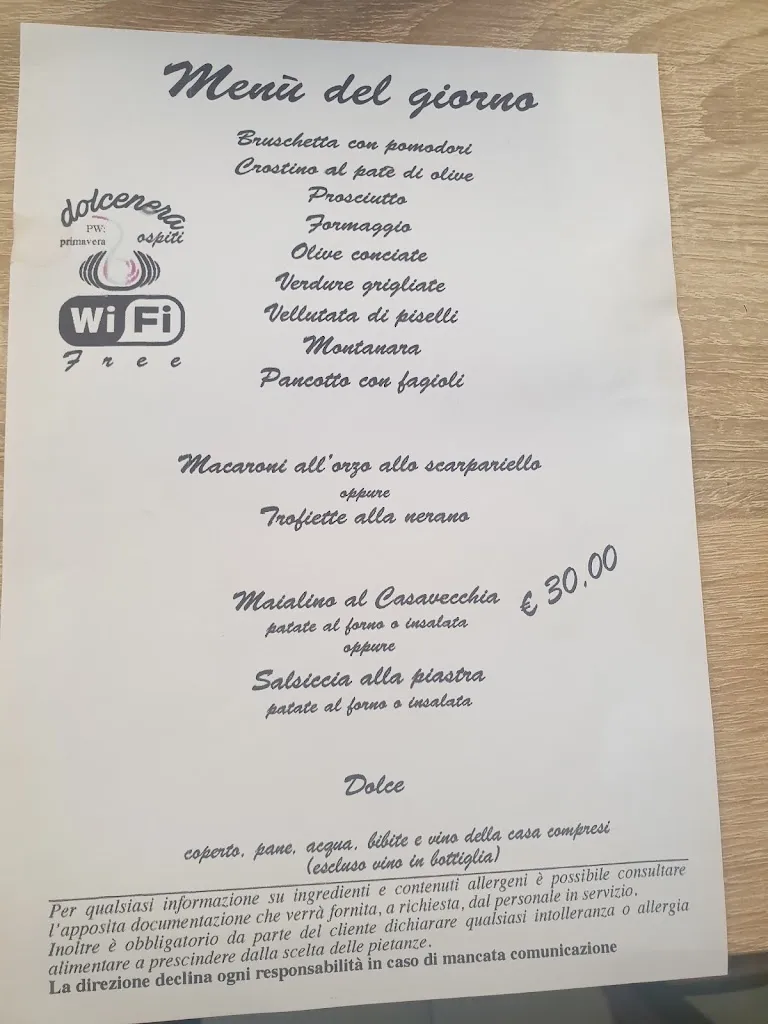 Menù del giorno
Bruschetta con pomodori
Crostino al patè di olive
Prosciutto
Formaggio
Olive conciate
Verdure grigliate
Vellutata di piselli
Montanara
Pancotto con fagioli
dolcenera
PW:
primavera
ospiti
Wi Fi
Free
Macaroni all'orzo allo scarpariello
oppure
Trofiette alla nerano
Maialino al Casavecchia
€ 30,00
patate al forno o insalata
oppure
Salsiccia alla piastra
patate al forno o insalata
Dolce
coperto, pane, acqua, bibite e vino della casa compresi
(escluso vino in bottiglia)
Per qualsiasi informazione su ingredienti e contenuti allergeni è possibile consultare
l'apposita documentazione che verrà fornita, a richiesta, dal personale in servizio.
Inoltre è obbligatorio da parte del cliente dichiarare qualsiasi intolleranza o allergia
alimentare a prescindere dalla scelta delle pietanze.
La direzione declina ogni responsabilità in caso di mancata comunicazione